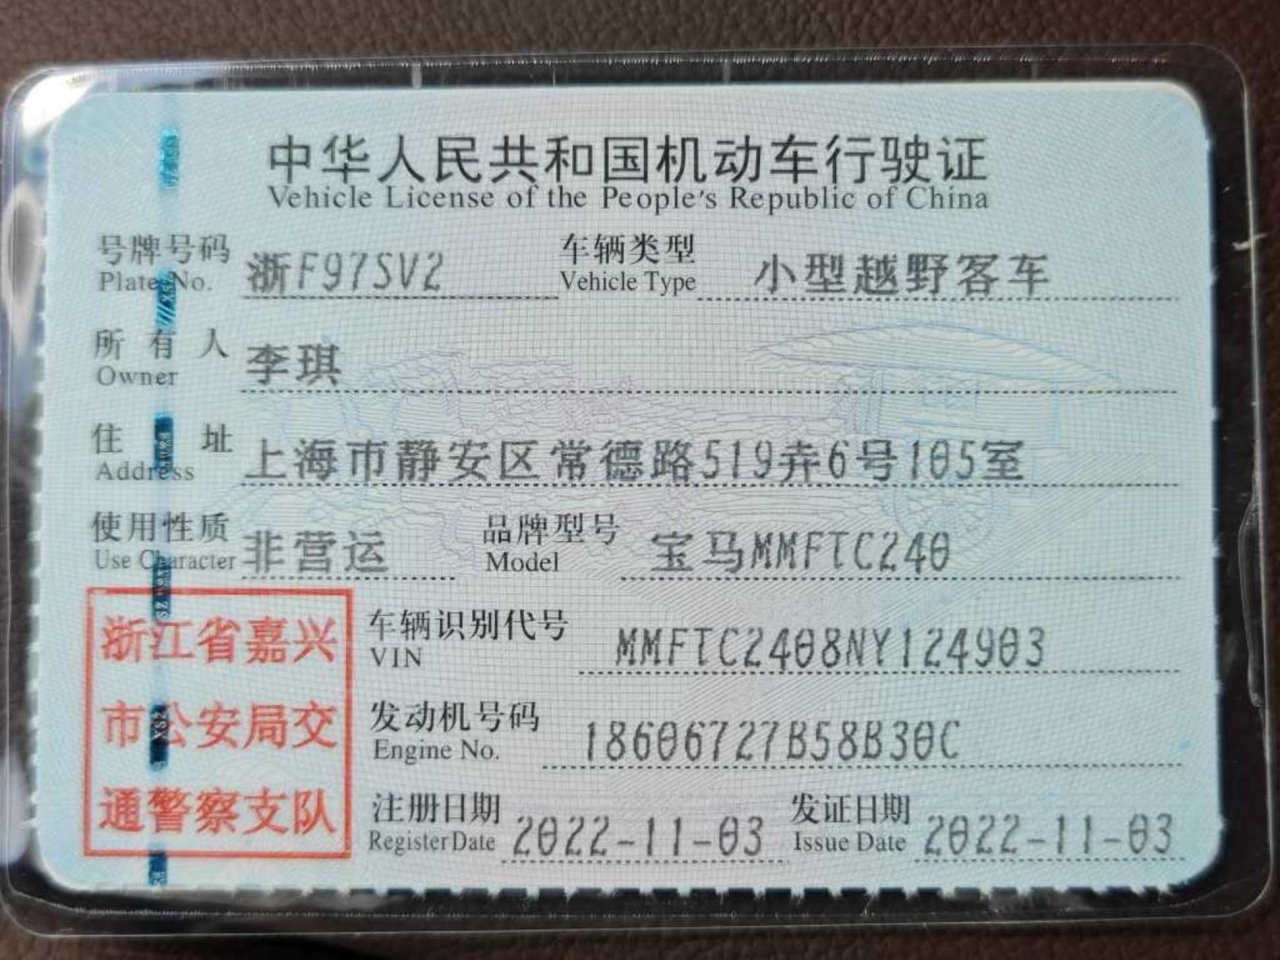 中华人民共和国机动车行驶证
Vehicle License of the People's Republic of China
号牌号码 浙F97SV2 车辆类型 小型越野客车
Plate No. Vehicle Type
所有人 李琪
Owner
住址 上海市静安区常德路519弄6号105室
Address
使用性质 非营运 品牌型号 宝马MMFTC240
Use Character Model
浙江省嘉兴
市公安局交
通警察支队
车辆识别代号 MMFTC2408NY124903
VIN
发动机号码 18606727B58B30C
Engine No.
注册日期 2022-11-03 发证日期 2022-11-03
Register Date Issue Date